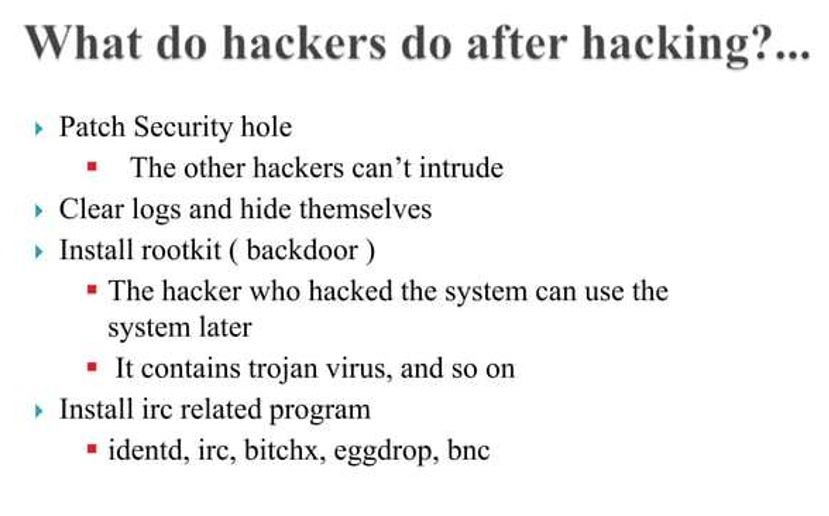 What do hackers do after hacking?...
Patch Security hole
The other hackers can't intrude
Clear logs and hide themselves
Install rootkit ( backdoor )
The hacker who hacked the system can use the
system later
It contains trojan virus, and so on
Install irc related program
identd, irc, bitchx, eggdrop, bnc